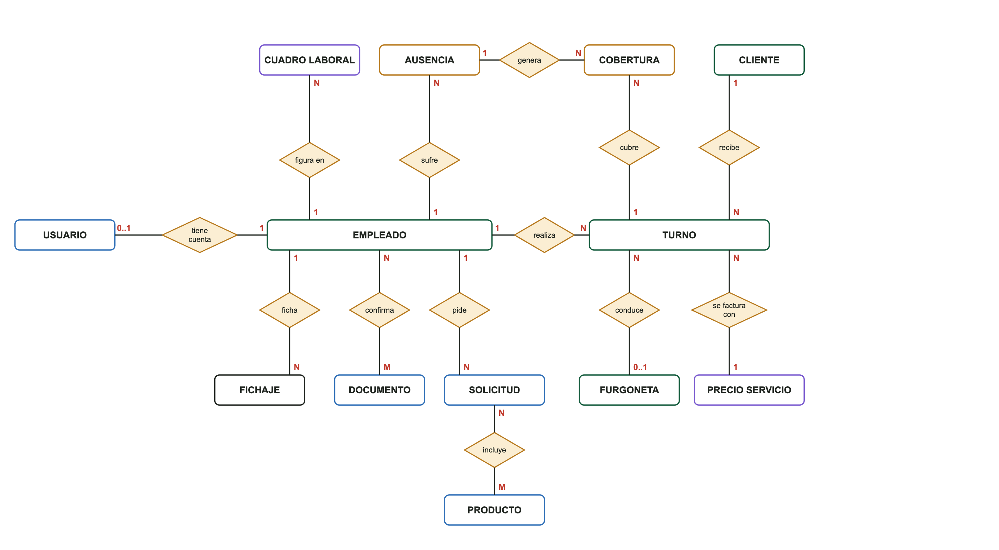 CUADRO LABORAL
AUSENCIA
1
genera
N
COBERTURA
CLIENTE
N
N
N
1
figura en
sufre
cubre
recibe
1
1
1
N
USUARIO
0..1
tiene
cuenta
1
EMPLEADO
1
realiza
N
TURNO
1
N
1
N
N
ficha
confirma
pide
conduce
se factura
con
N
M
N
0..1
1
FICHAJE
DOCUMENTO
SOLICITUD
FURGONETA
PRECIO SERVICIO
N
incluye
M
PRODUCTO